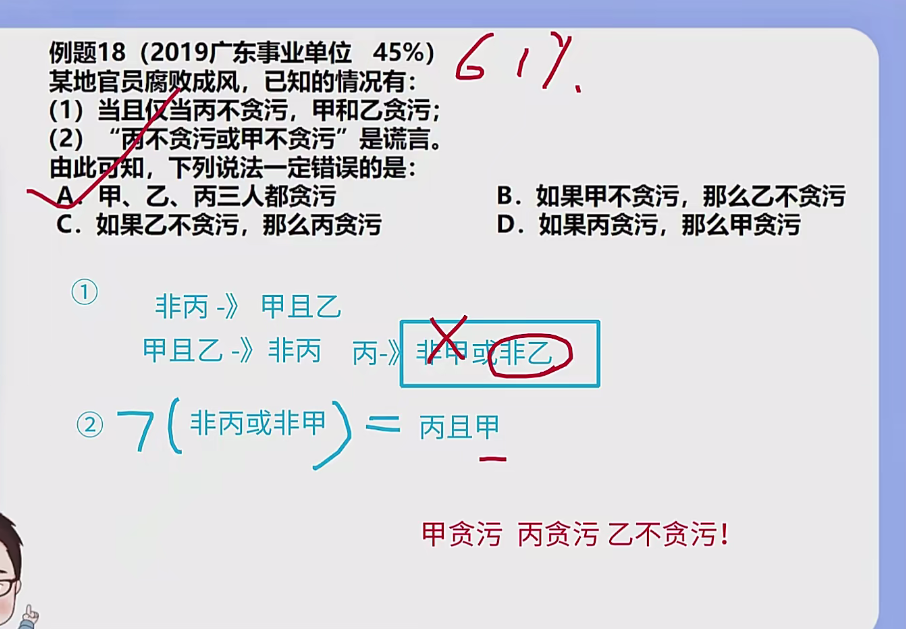 例题18（2019广东事业单位 45%） 61%.
某地官员腐败成风，已知的情况有：
（1）当且仅当丙不贪污，甲和乙贪污；
（2）“丙不贪污或甲不贪污”是谎言。
由此可知，下列说法一定错误的是：
A．甲、乙、丙三人都贪污 B．如果甲不贪污，那么乙不贪污
C．如果乙不贪污，那么丙贪污 D．如果丙贪污，那么甲贪污
①
非丙 -》 甲且乙
甲且乙 -》 非丙 丙-》 非甲或非乙
② ㄱ(非丙或非甲) = 丙且甲
甲贪污 丙贪污 乙不贪污！